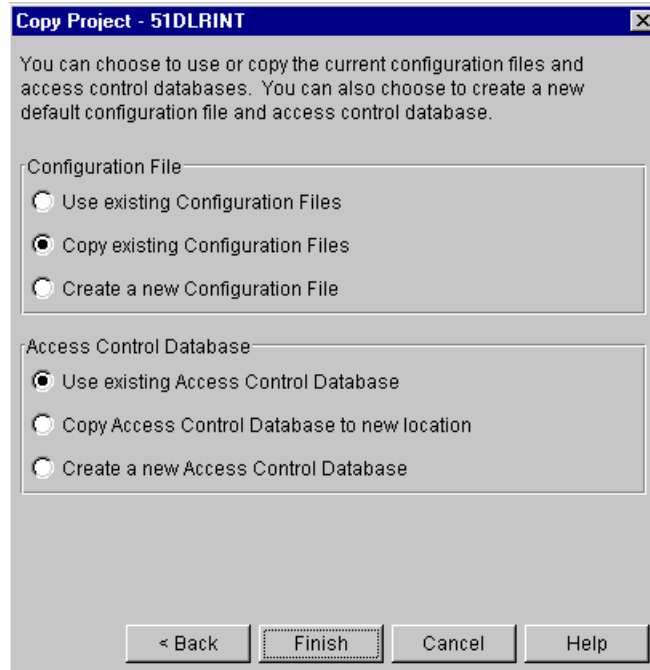 Copy Project - 51DLRINT
You can choose to use or copy the current configuration files and
access control databases.  You can also choose to create a new
default configuration file and access control database.
Configuration File
Use existing Configuration Files
Copy existing Configuration Files
Create a new Configuration File
Access Control Database
Use existing Access Control Database
Copy Access Control Database to new location
Create a new Access Control Database
< Back
Finish
Cancel
Help